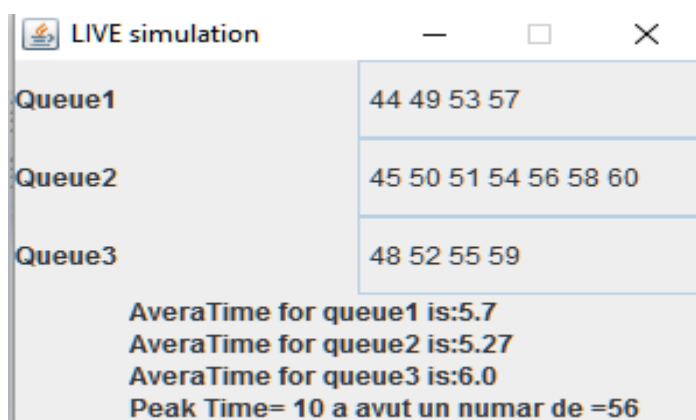 LIVE simulation
Queue1 44 49 53 57
Queue2 45 50 51 54 56 58 60
Queue3 48 52 55 59
AveraTime for queue1 is:5.7
AveraTime for queue2 is:5.27
AveraTime for queue3 is:6.0
Peak Time= 10 a avut un numar de =56